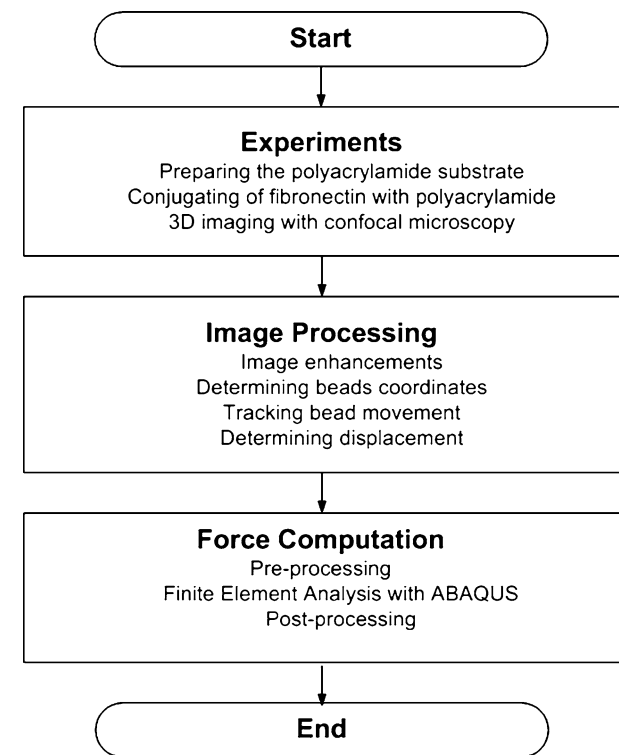 Start
Experiments
Preparing the polyacrylamide substrate
Conjugating of fibronectin with polyacrylamide
3D imaging with confocal microscopy
Image Processing
Image enhancements
Determining beads coordinates
Tracking bead movement
Determining displacement
Force Computation
Pre-processing
Finite Element Analysis with ABAQUS
Post-processing
End